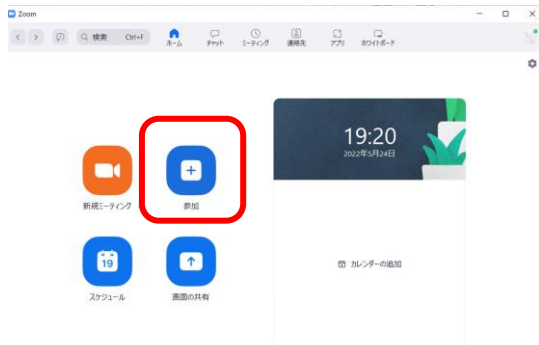 Zoom
検索 Ctrl+F
ホーム
チャット
ミーティング
連絡先
アプリ
ホワイトボード
19:20
2022年5月24日
新規ミーティング
参加
19
スケジュール
画面の共有
カレンダーの追加